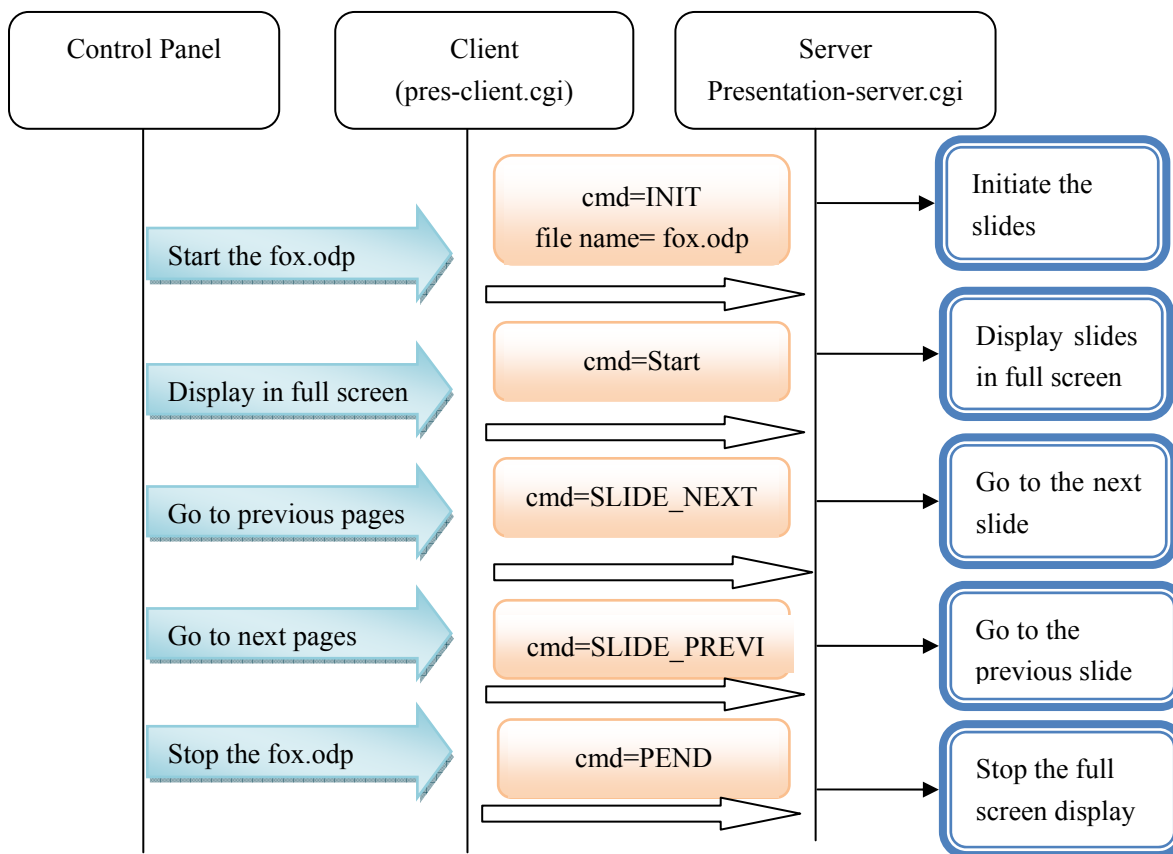 Control Panel
Client
(pres-client.cgi)
Server
Presentation-server.cgi
Start the fox.odp
cmd=INIT
file name= fox.odp
Initiate the
slides
Display in full screen
cmd=Start
Display slides
in full screen
Go to previous pages
cmd=SLIDE_NEXT
Go to the next
slide
Go to next pages
cmd=SLIDE_PREVI
Go to the
previous slide
Stop the fox.odp
cmd=PEND
Stop the full
screen display